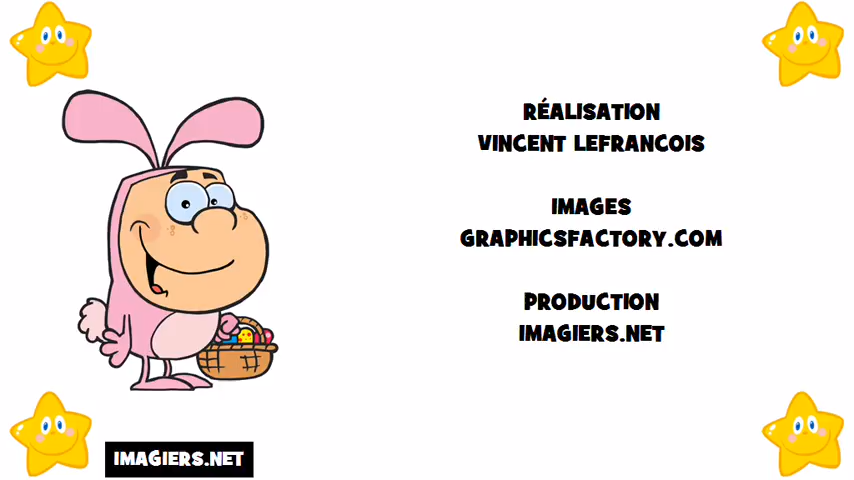 RÉALISATION
VINCENT LEFRANCOIS
IMAGES
GRAPHICSFACTORY.COM
PRODUCTION
IMAGIERS.NET
IMAGIERS.NET